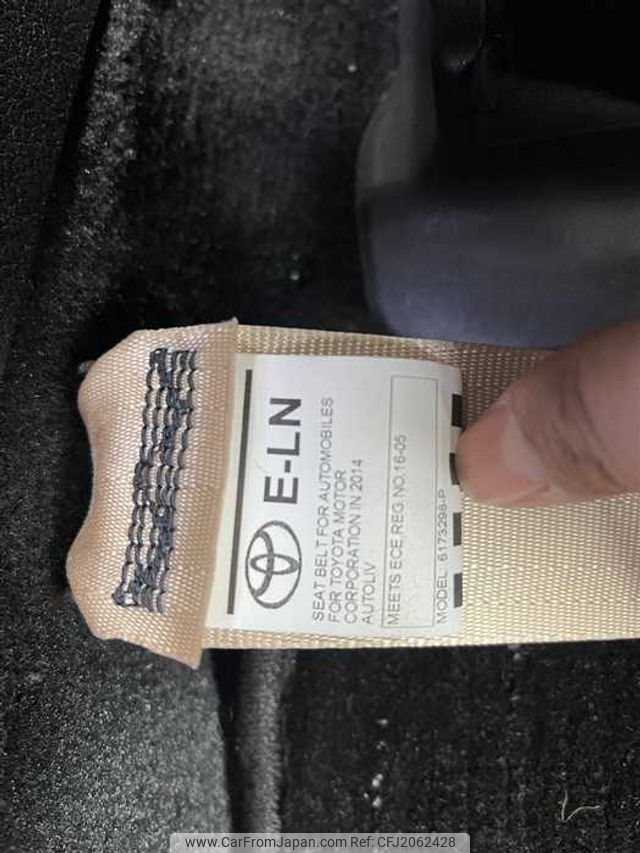 E-LN
SEAT BELT FOR AUTOMOBILES
FOR TOYOTA MOTOR
CORPORATION IN 2014
AUTOLIV
MEETS ECE REG.NO.16-05
MODEL: 6173298-P
www.CarFromJapan.com Ref:CFJ2062428